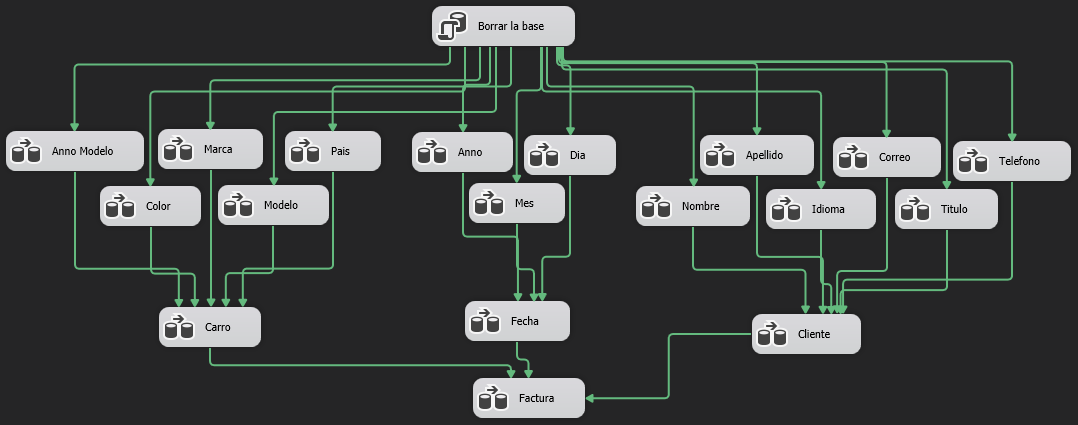 Borrar la base
Anno Modelo
Marca
Pais
Anno
Dia
Apellido
Correo
Telefono
Color
Modelo
Mes
Nombre
Idioma
Titulo
Carro
Fecha
Cliente
Factura